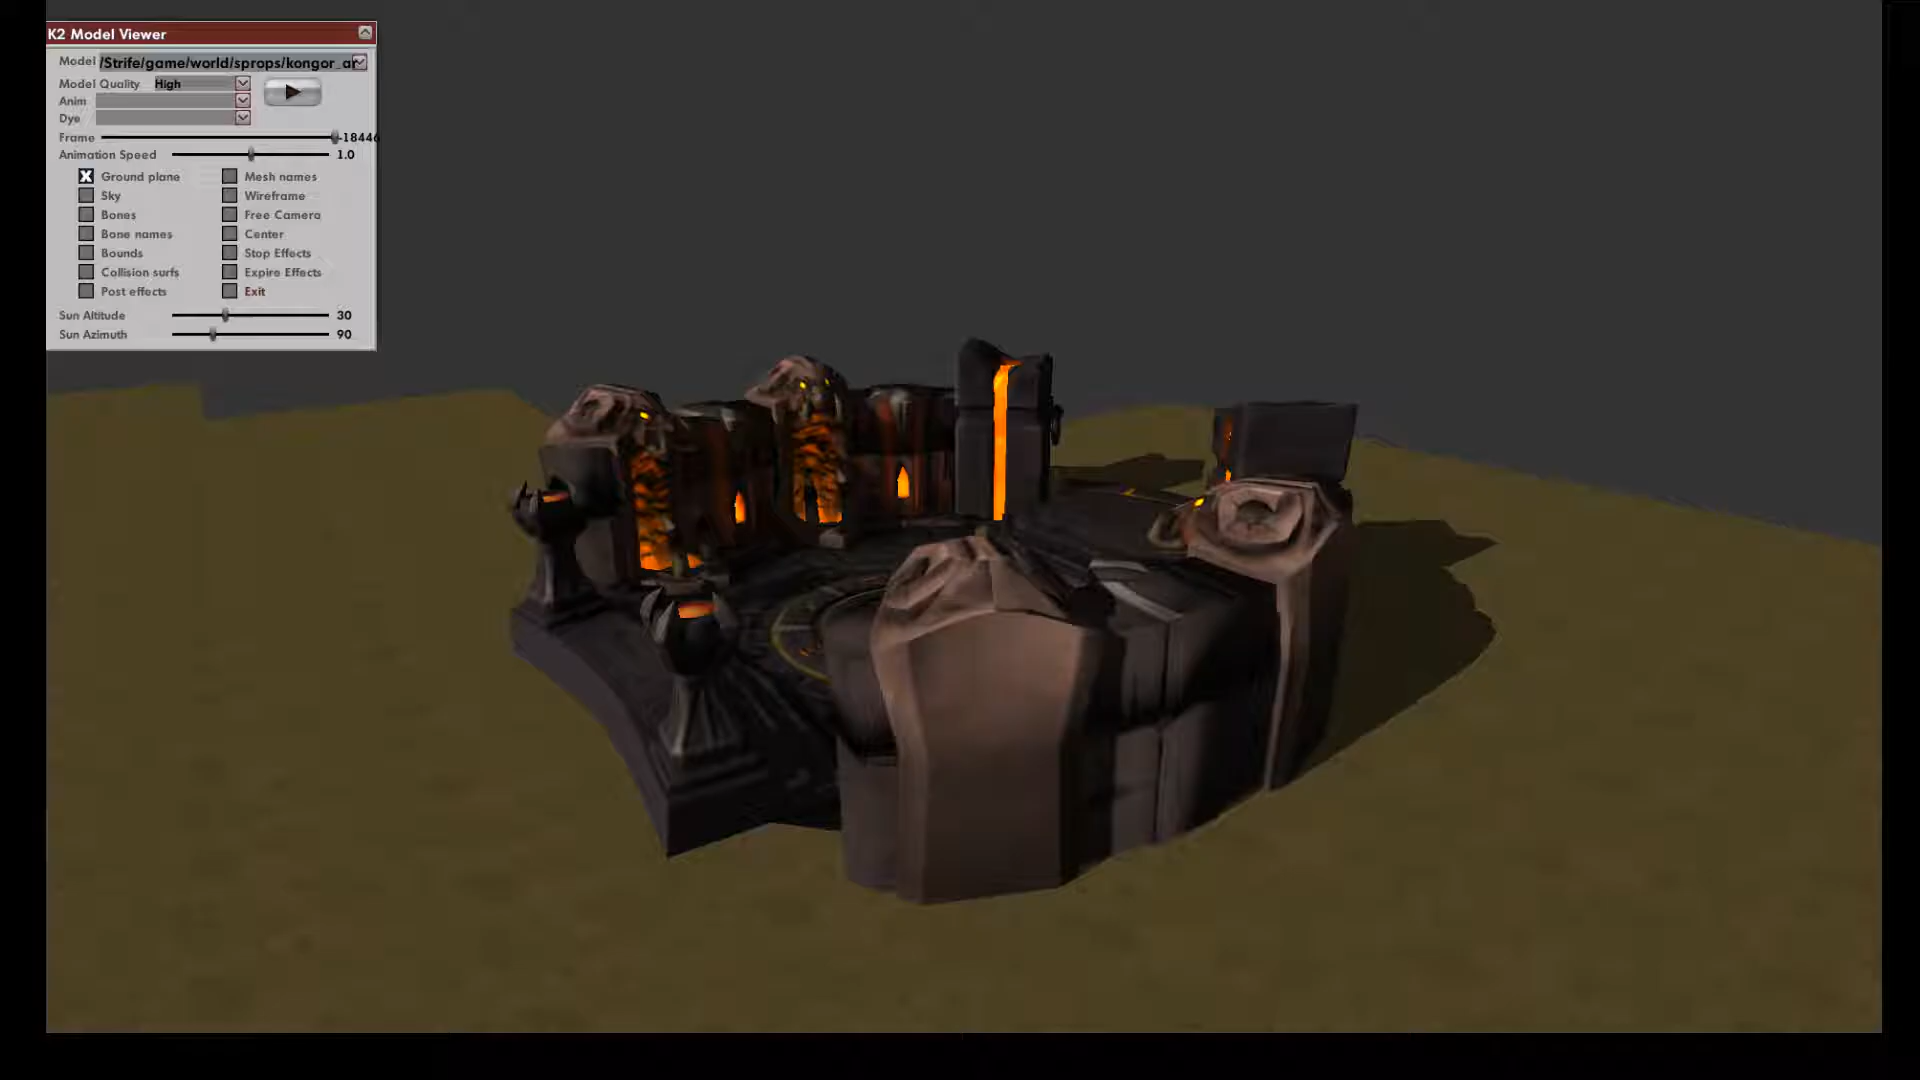 K2 Model Viewer
Model /Strife/game/world/sprops/kongor_ar
Model Quality High
Anim
Dye
Frame -18446
Animation Speed 1.0
X Ground plane Mesh names
Sky Wireframe
Bones Free Camera
Bone names Center
Bounds Stop Effects
Collision surfs Expire Effects
Post effects Exit
Sun Altitude 30
Sun Azimuth 90